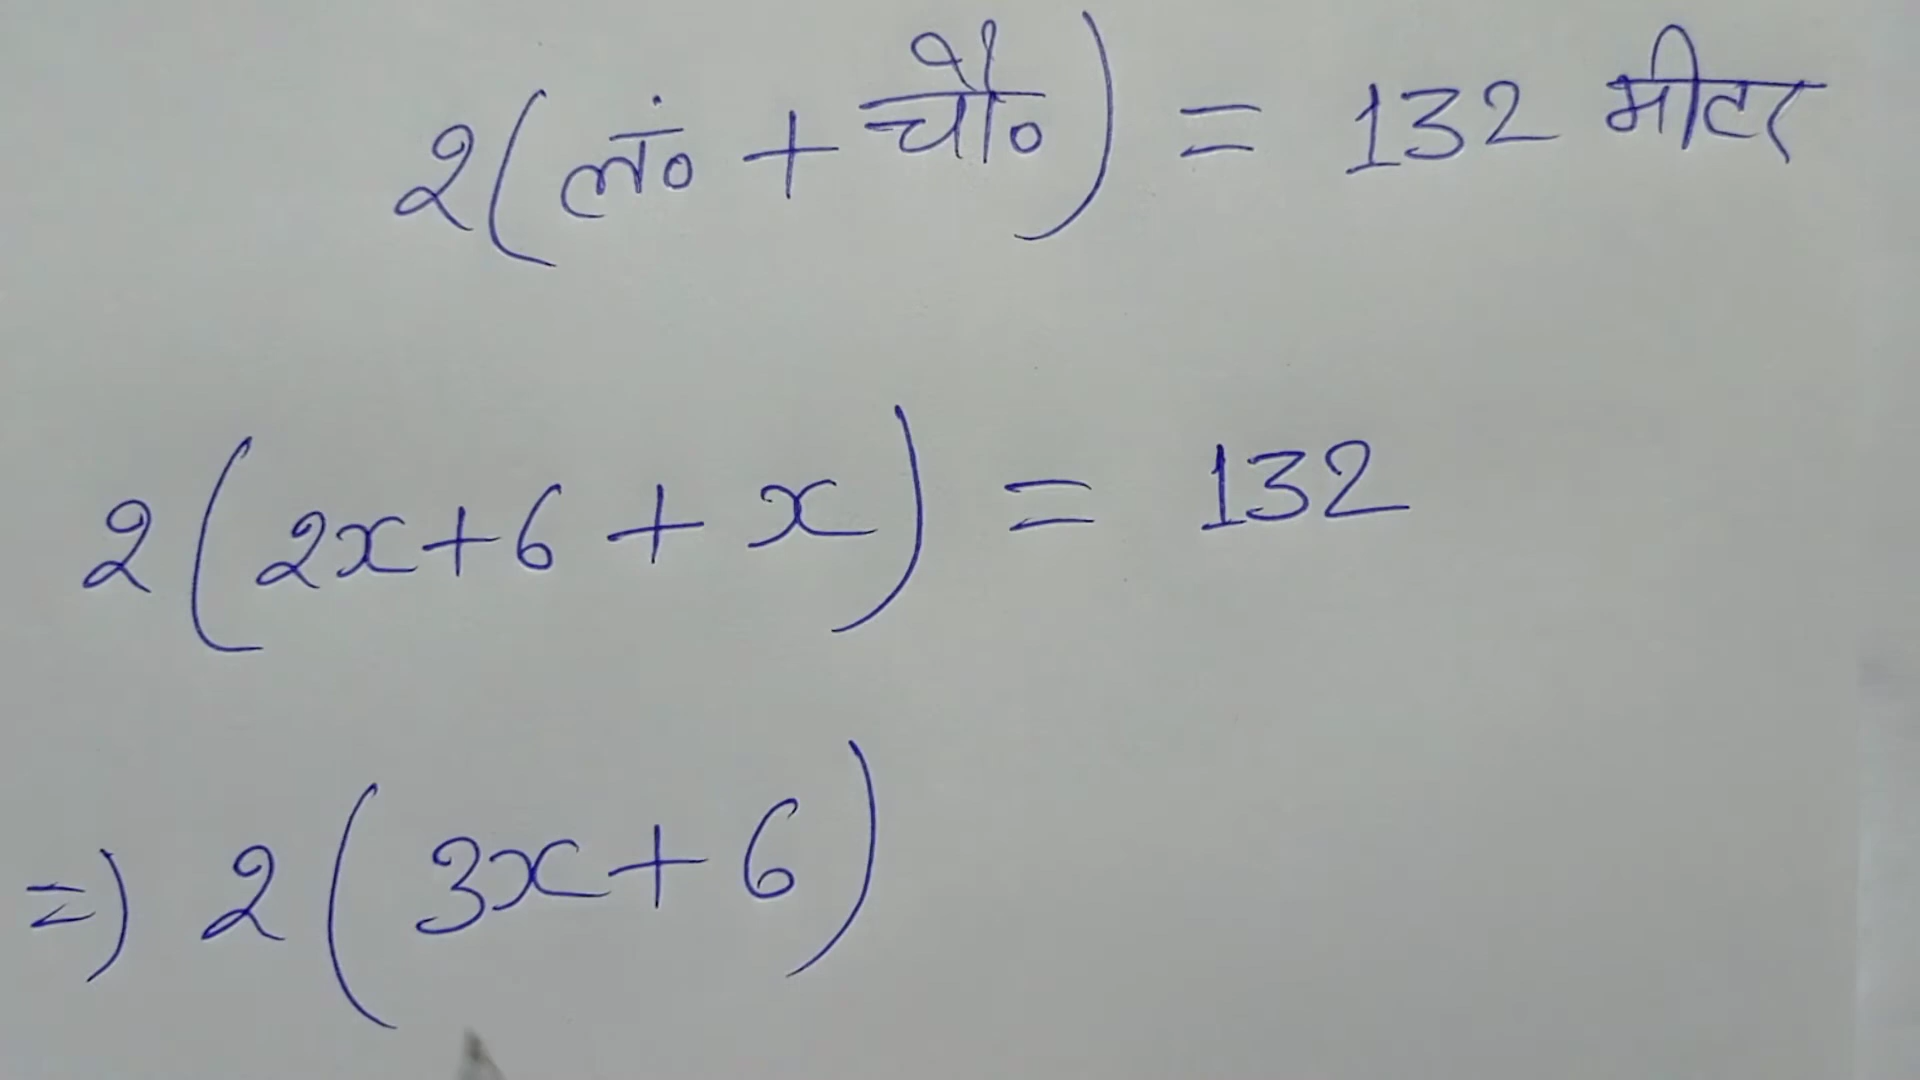 2(लं० + चौ०) = 132 मीटर
2(2x+6 + x) = 132
=) 2(3x+6)